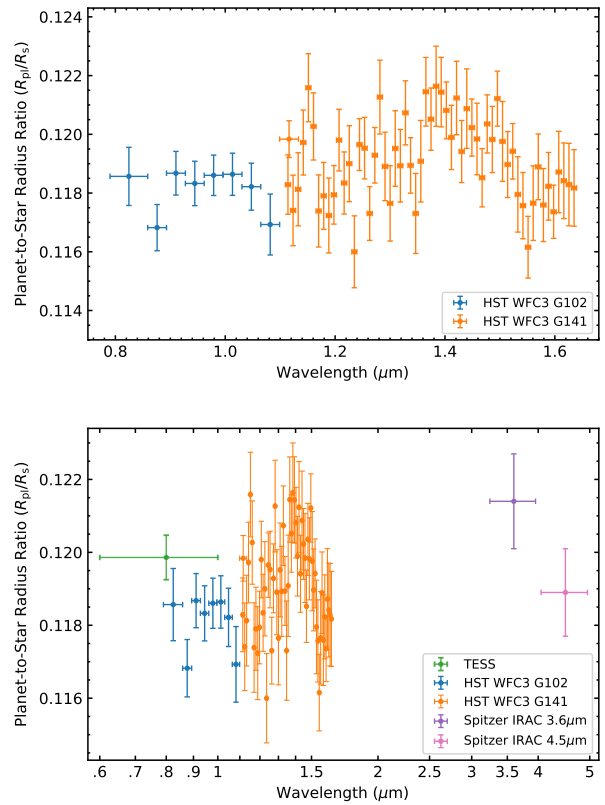 0.124
0.122
0.120
0.118
0.116
0.114
Planet-to-Star Radius Ratio (Rpl/Rs)
HST WFC3 G102
HST WFC3 G141
0.8 1.0 1.2 1.4 1.6
Wavelength (μm)
0.122
0.120
0.118
0.116
Planet-to-Star Radius Ratio (Rpl/Rs)
TESS
HST WFC3 G102
HST WFC3 G141
Spitzer IRAC 3.6μm
Spitzer IRAC 4.5μm
.6 .7 .8 .9 1 1.5 2 2.5 3 3.5 4 5
Wavelength (μm)